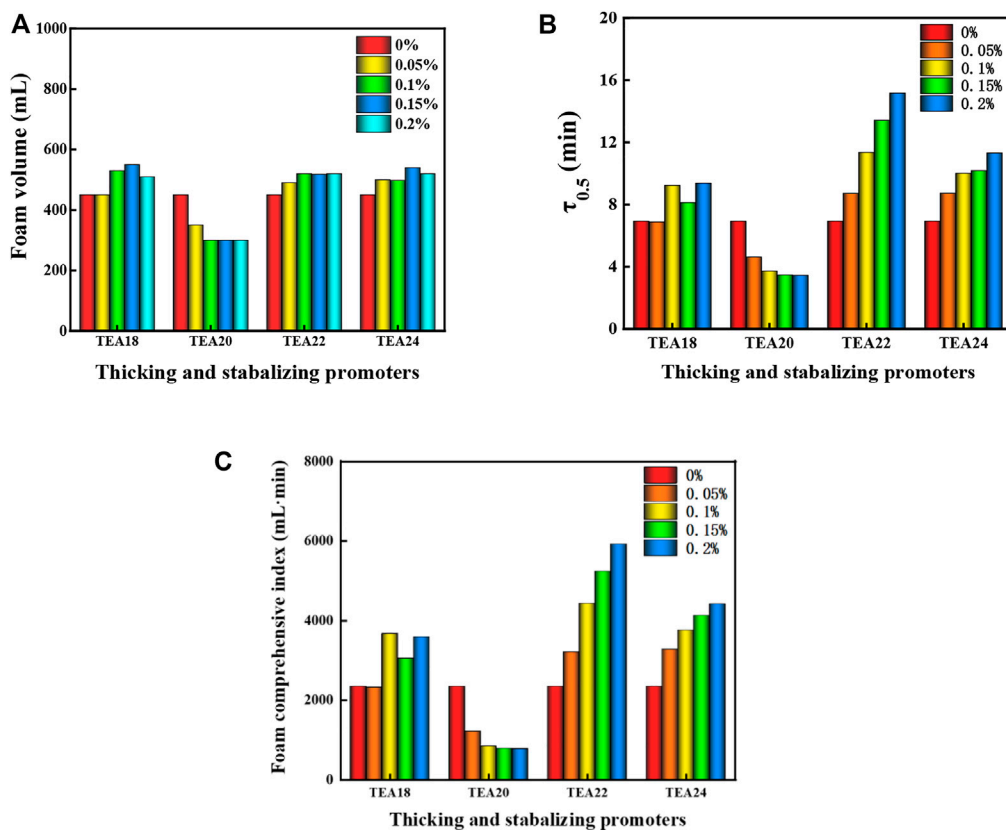 A
Foam volume (mL)
1000
800
600
400
200
0
0%
0.05%
0.1%
0.15%
0.2%
TEA18 TEA20 TEA22 TEA24
Thicking and stabalizing promoters
B
τ0.5 (min)
20
16
12
8
4
0
0%
0.05%
0.1%
0.15%
0.2%
TEA18 TEA20 TEA22 TEA24
Thicking and stabalizing promoters
C
Foam comprehensive index (mL·min)
8000
6000
4000
2000
0
0%
0.05%
0.1%
0.15%
0.2%
TEA18 TEA20 TEA22 TEA24
Thicking and stabalizing promoters